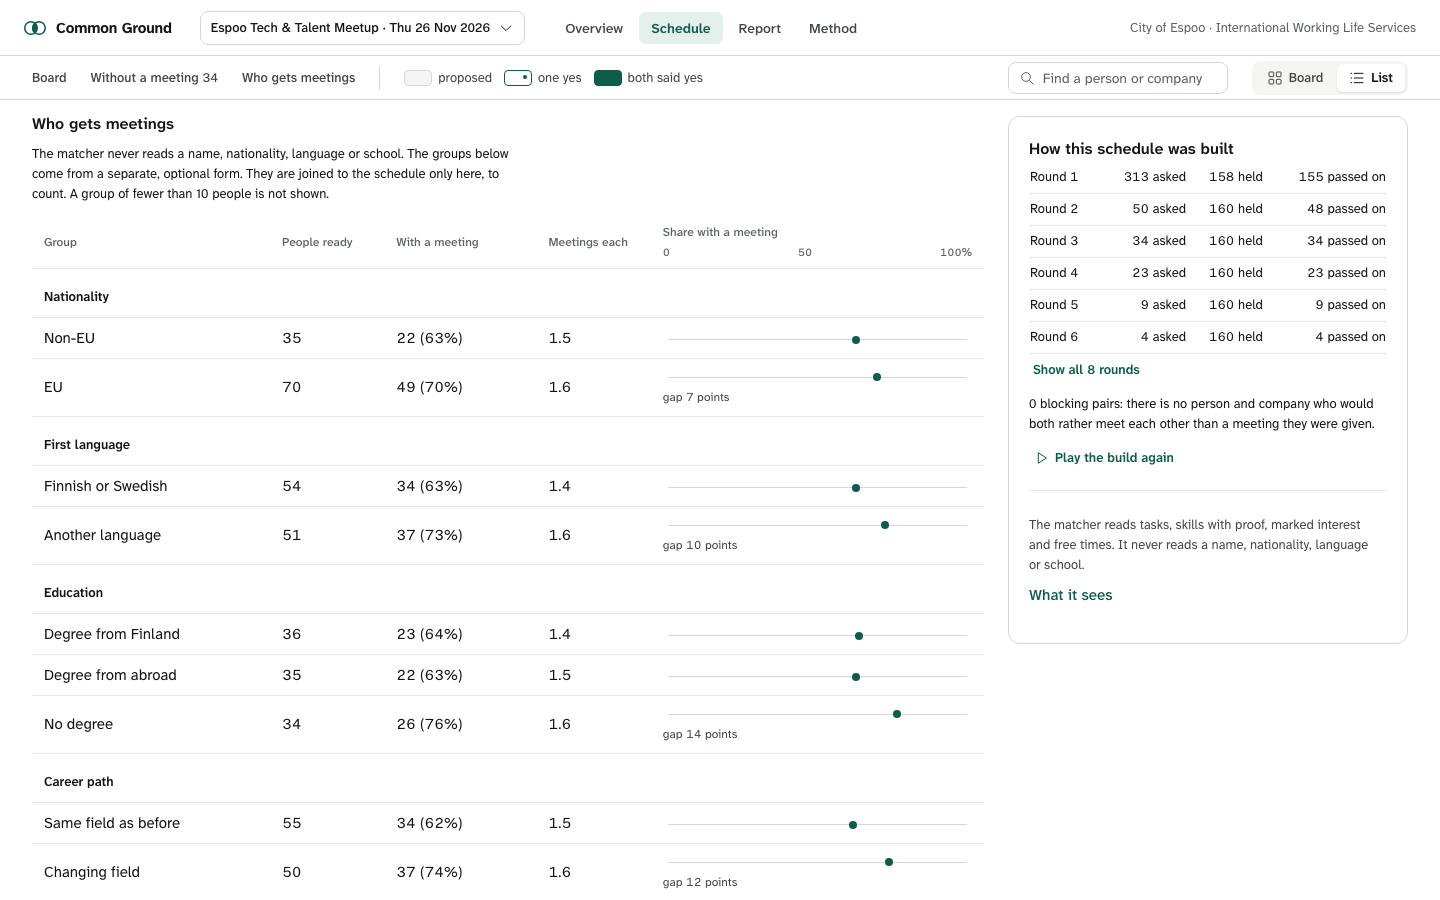 Common Ground
Espoo Tech & Talent Meetup · Thu 26 Nov 2026
Overview
Schedule
Report
Method
City of Espoo · International Working Life Services
Board
Without a meeting 34
Who gets meetings
proposed
one yes
both said yes
Find a person or company
Board
List
Who gets meetings
The matcher never reads a name, nationality, language or school. The groups below
come from a separate, optional form. They are joined to the schedule only here, to
count. A group of fewer than 10 people is not shown.
Group People ready With a meeting Meetings each Share with a meeting
0 50 100%
Nationality
Non-EU 35 22 (63%) 1.5
EU 70 49 (70%) 1.6
gap 7 points
First language
Finnish or Swedish 54 34 (63%) 1.4
Another language 51 37 (73%) 1.6
gap 10 points
Education
Degree from Finland 36 23 (64%) 1.4
Degree from abroad 35 22 (63%) 1.5
No degree 34 26 (76%) 1.6
gap 14 points
Career path
Same field as before 55 34 (62%) 1.5
Changing field 50 37 (74%) 1.6
gap 12 points
How this schedule was built
Round 1 313 asked 158 held 155 passed on
Round 2 50 asked 160 held 48 passed on
Round 3 34 asked 160 held 34 passed on
Round 4 23 asked 160 held 23 passed on
Round 5 9 asked 160 held 9 passed on
Round 6 4 asked 160 held 4 passed on
Show all 8 rounds
0 blocking pairs: there is no person and company who would
both rather meet each other than a meeting they were given.
Play the build again
The matcher reads tasks, skills with proof, marked interest
and free times. It never reads a name, nationality, language
or school.
What it sees